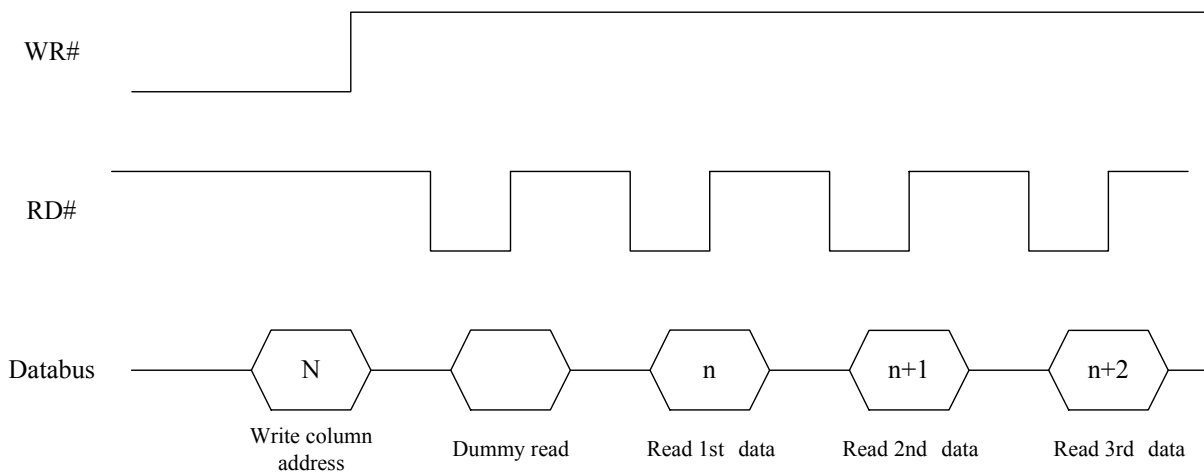 WR#
RD#
Databus
N
n
n+1
n+2
Write column
address
Dummy read
Read 1st data
Read 2nd data
Read 3rd data